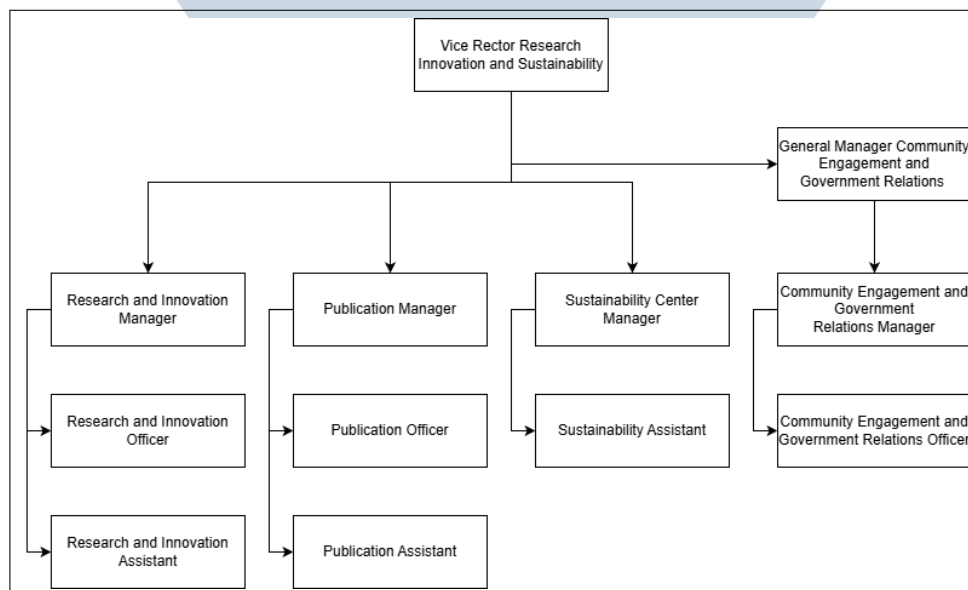 Vice Rector Research
Innovation and Sustainability
General Manager Community
Engagement and
Government Relations
Research and Innovation
Manager
Publication Manager
Sustainability Center
Manager
Community Engagement and
Government
Relations Manager
Research and Innovation
Officer
Publication Officer
Sustainability Assistant
Community Engagement and
Government Relations Officer
Research and Innovation
Assistant
Publication Assistant